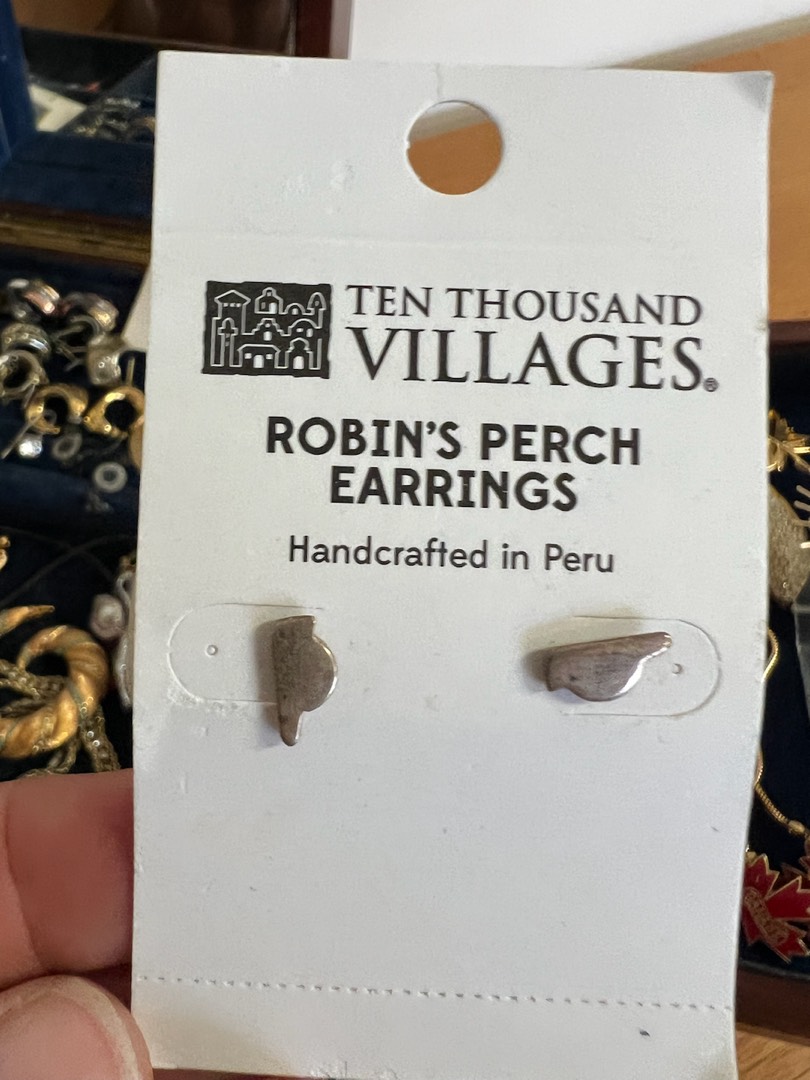 TEN THOUSAND
VILLAGES®
ROBIN'S PERCH
EARRINGS
Handcrafted in Peru